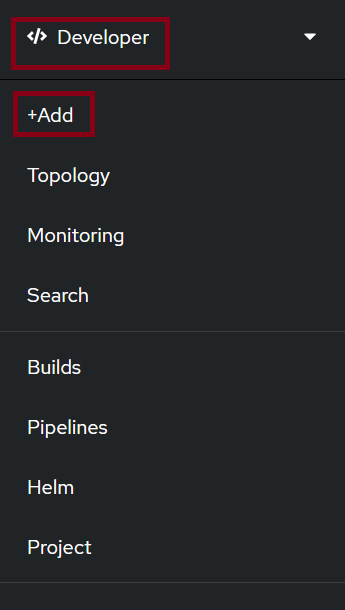 </> Developer
+Add
Topology
Monitoring
Search
Builds
Pipelines
Helm
Project